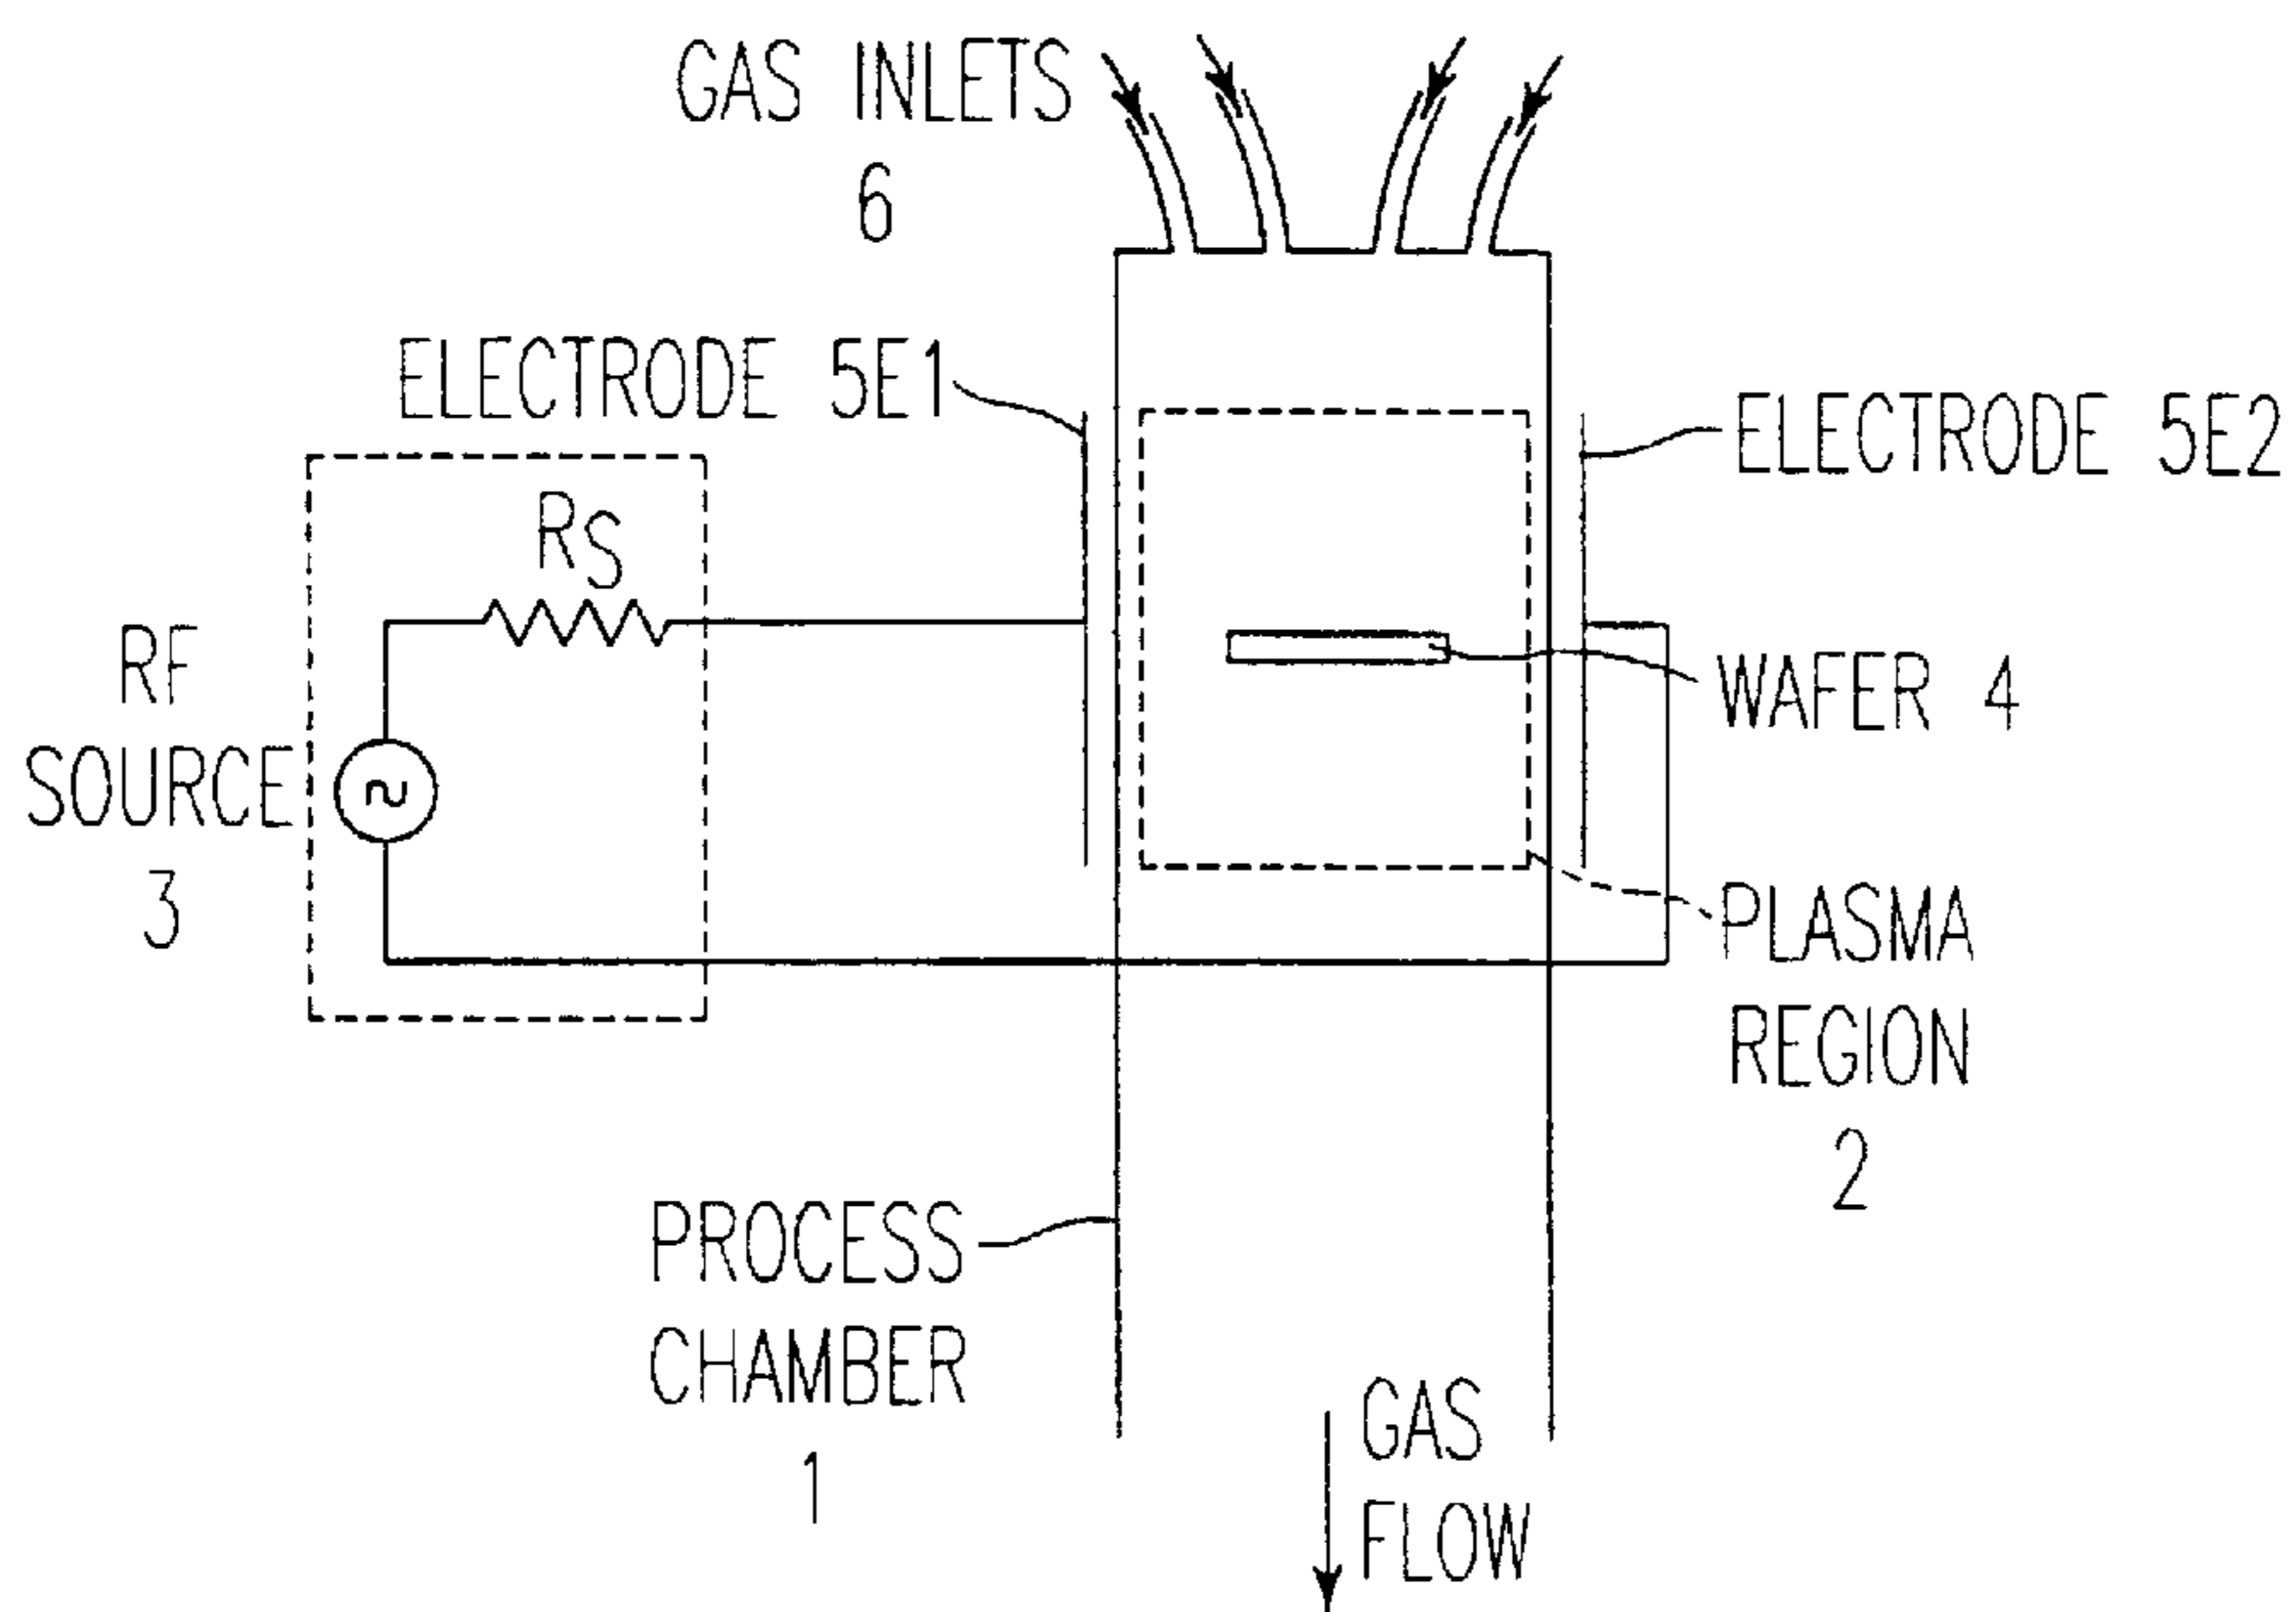 GAS INLETS
6
ELECTRODE 5E1
ELECTRODE 5E2
RS
RF
SOURCE
3
WAFER 4
PLASMA
REGION
2
PROCESS
CHAMBER
1
GAS
FLOW